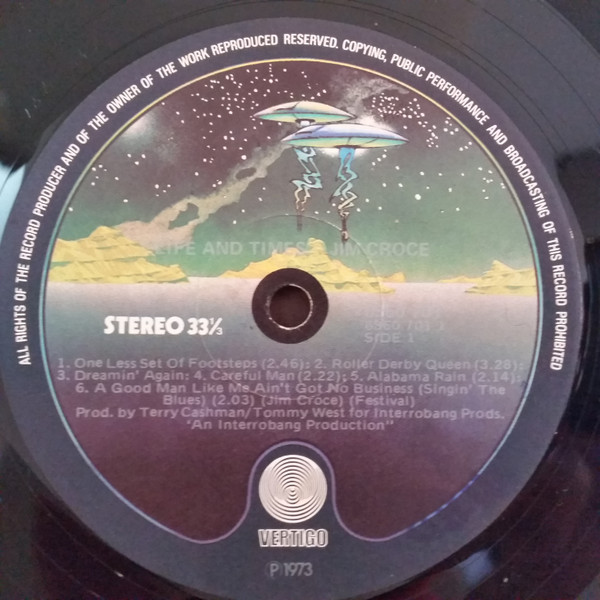 ALL RIGHTS OF THE RECORD PRODUCER AND OF THE OWNER OF THE WORK REPRODUCED RESERVED. COPYING, PUBLIC PERFORMANCE AND BROADCASTING OF THIS RECORD PROHIBITED
LIFE AND TIMES JIM CROCE
STEREO 33⅓
SIDE 1
1. One Less Set Of Footsteps (2.46); 2. Roller Derby Queen (3.28);
3. Dreamin' Again; 4. Careful Man (2.22); 5. Alabama Rain (2.14);
6. A Good Man Like Me Ain't Got No Business (Singin' The
Blues) (2.03) (Jim Croce) (Festival)
Prod. by Terry Cashman/Tommy West for Interrobang Prods.
"An Interrobang Production"
VERTIGO
℗ 1973